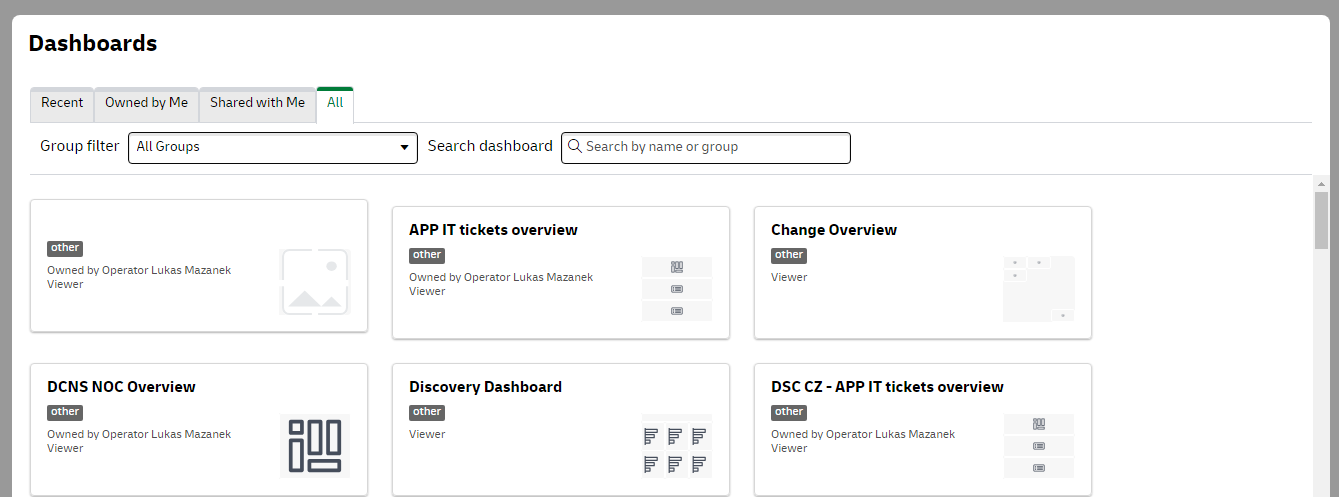 Dashboards
Recent
Owned by Me
Shared with Me
All
Group filter
All Groups
Search dashboard
Search by name or group
other
Owned by Operator Lukas Mazanek
Viewer
APP IT tickets overview
other
Owned by Operator Lukas Mazanek
Viewer
Change Overview
other
Viewer
DCNS NOC Overview
other
Owned by Operator Lukas Mazanek
Viewer
Discovery Dashboard
other
Viewer
DSC CZ - APP IT tickets overview
other
Owned by Operator Lukas Mazanek
Viewer